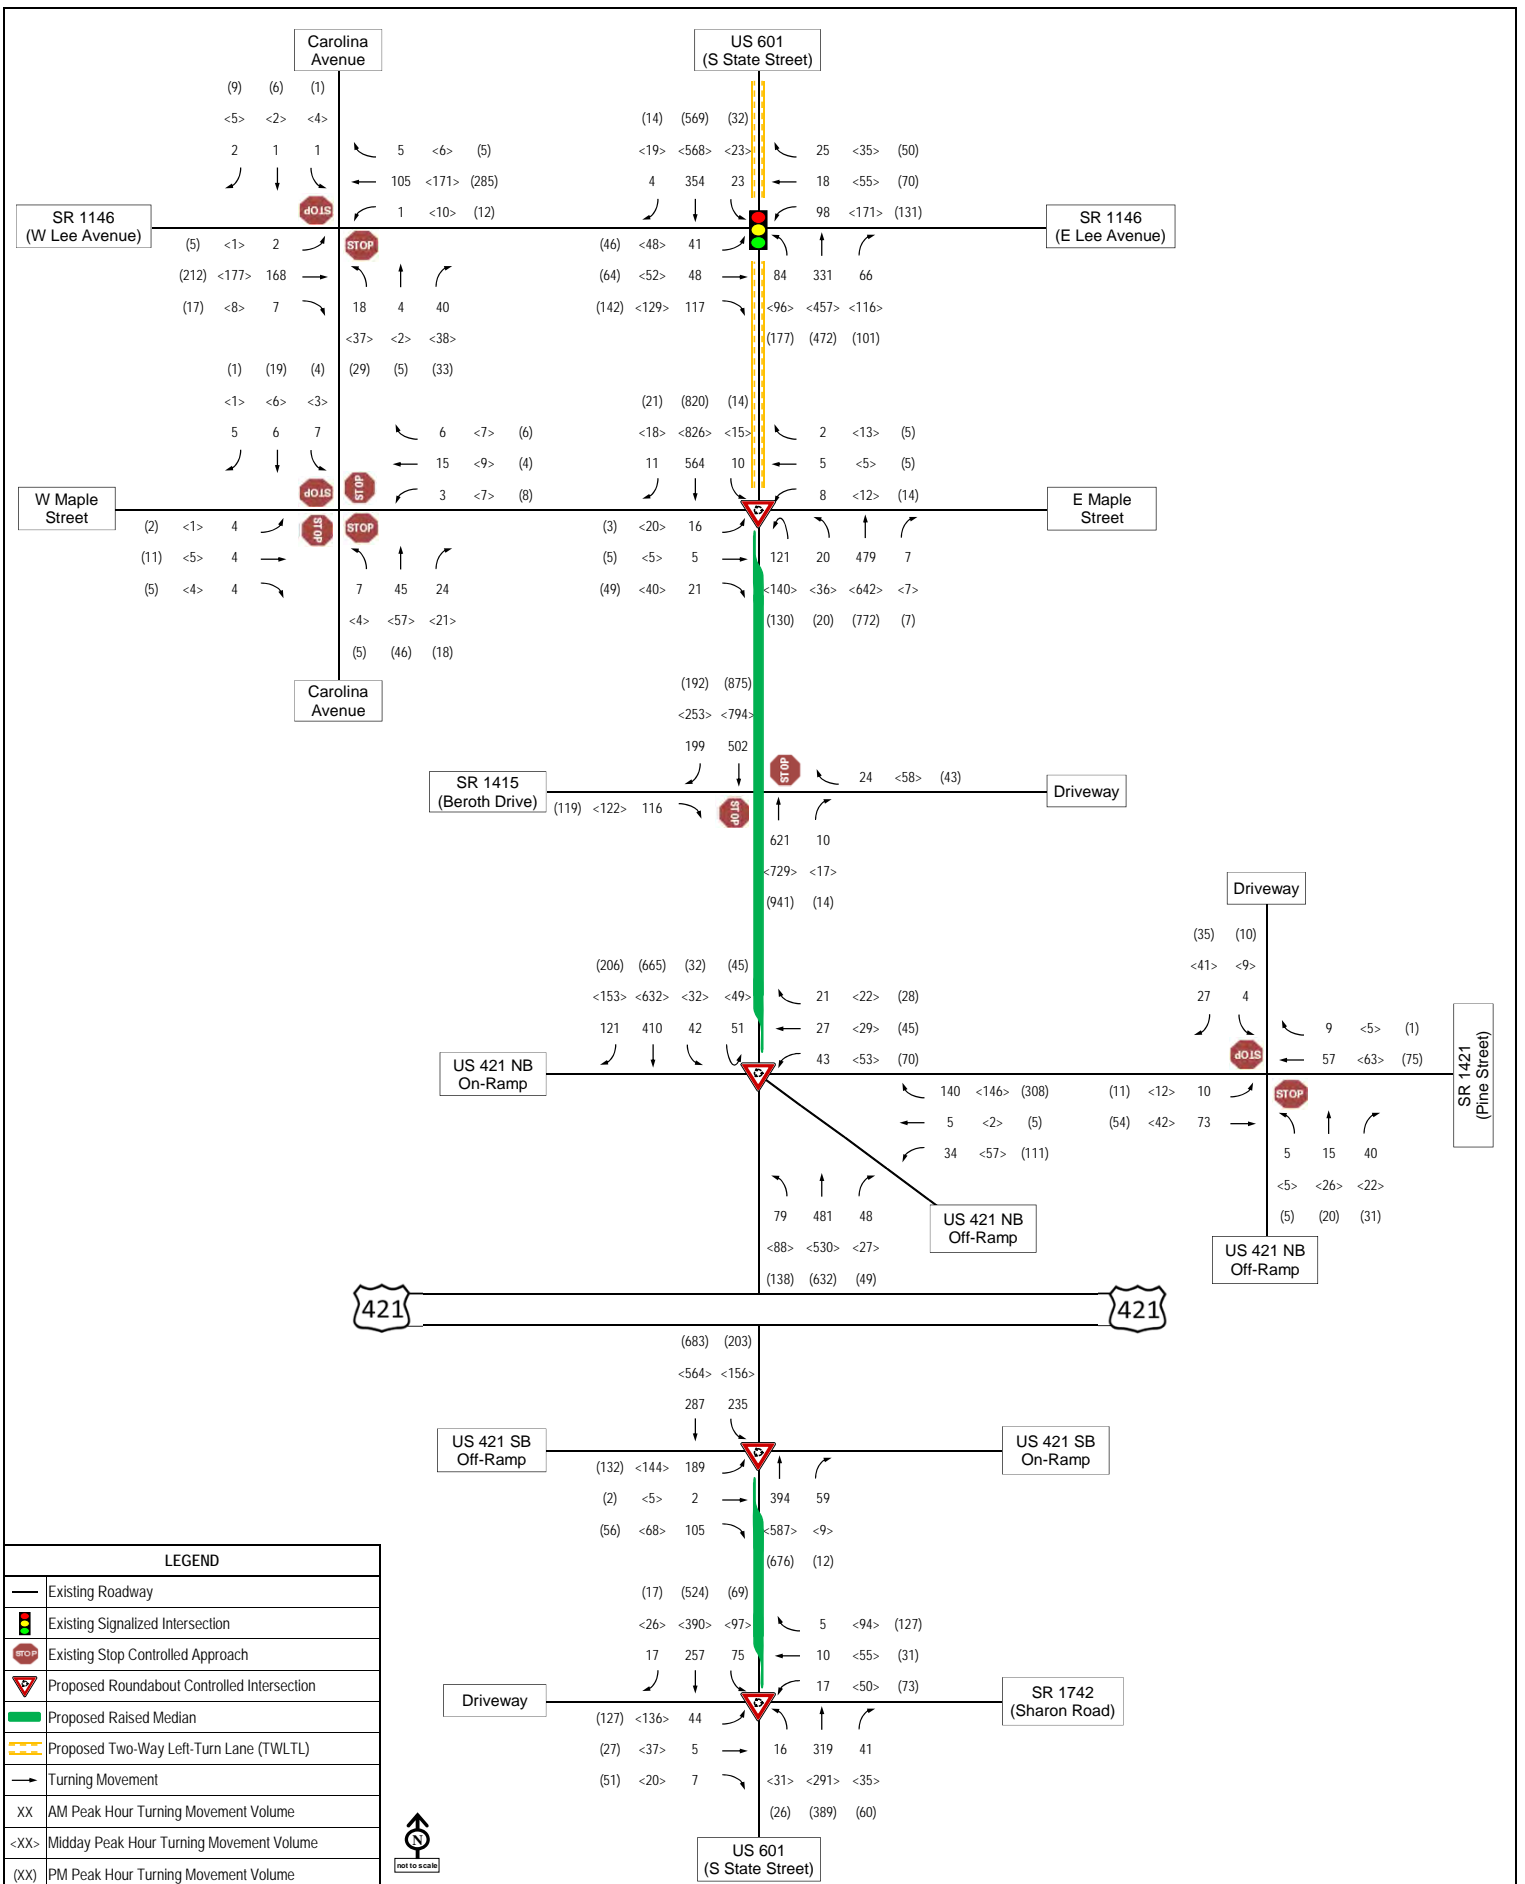 Carolina
Avenue
US 601
(S State Street)
(9) (6) (1)
<5> <2> <4>
2 1 1
5 <6> (5)
105 <171> (285)
1 <10> (12)
(14) (569) (32)
<19> <568> <23>
4 354 23
25 <35> (50)
18 <55> (70)
98 <171> (131)
STOP
SR 1146
(W Lee Avenue)
SR 1146
(E Lee Avenue)
STOP
(5) <1> 2
(212) <177> 168
(17) <8> 7
18 4 40
<37> <2> <38>
(29) (5) (33)
(46) <48> 41
(64) <52> 48
(142) <129> 117
84 331 66
<96> <457> <116>
(177) (472) (101)
(1) (19) (4)
<1> <6> <3>
5 6 7
6 <7> (6)
15 <9> (4)
3 <7> (8)
(21) (820) (14)
<18> <826> <15>
11 564 10
2 <13> (5)
5 <5> (5)
8 <12> (14)
STOP
STOP
W Maple
Street
E Maple
Street
STOP
STOP
(2) <1> 4
(11) <5> 4
(5) <4> 4
7 45 24
<4> <57> <21>
(5) (46) (18)
(3) <20> 16
(5) <5> 5
(49) <40> 21
121 20 479 7
<140> <36> <642> <7>
(130) (20) (772) (7)
Carolina
Avenue
(192) (875)
<253> <794>
199 502
STOP
24 <58> (43)
SR 1415
(Beroth Drive)
Driveway
(119) <122> 116
STOP
621 10
<729> <17>
(941) (14)
Driveway
(35) (10)
<41> <9>
27 4
(206) (665) (32) (45)
<153> <632> <32> <49>
121 410 42 51
21 <22> (28)
27 <29> (45)
43 <53> (70)
9 <5> (1)
57 <63> (75)
STOP
US 421 NB
On-Ramp
SR 1421
(Pine Street)
STOP
140 <146> (308)
5 <2> (5)
34 <57> (111)
(11) <12> 10
(54) <42> 73
5 15 40
<5> <26> <22>
(5) (20) (31)
79 481 48
<88> <530> <27>
(138) (632) (49)
US 421 NB
Off-Ramp
US 421 NB
Off-Ramp
421
421
(683) (203)
<564> <156>
287 235
US 421 SB
Off-Ramp
US 421 SB
On-Ramp
(132) <144> 189
(2) <5> 2
(56) <68> 105
394 59
<587> <9>
(676) (12)
(17) (524) (69)
<26> <390> <97>
17 257 75
5 <94> (127)
10 <55> (31)
17 <50> (73)
Driveway
SR 1742
(Sharon Road)
(127) <136> 44
(27) <37> 5
(51) <20> 7
16 319 41
<31> <291> <35>
(26) (389) (60)
US 601
(S State Street)
LEGEND
Existing Roadway
Existing Signalized Intersection
STOP Existing Stop Controlled Approach
Proposed Roundabout Controlled Intersection
Proposed Raised Median
Proposed Two-Way Left-Turn Lane (TWLTL)
Turning Movement
XX AM Peak Hour Turning Movement Volume
<XX> Midday Peak Hour Turning Movement Volume
(XX) PM Peak Hour Turning Movement Volume
N
not to scale